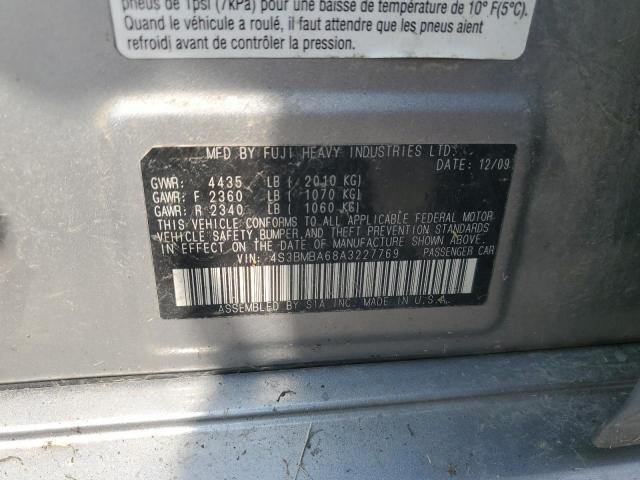 pneus de 1psi (7kPa) pour une baisse de température de 10°F(5°C).
Quand le véhicule a roulé, il faut attendre que les pneus aient
refroidi avant de contrôler la pression.
MFD BY FUJI HEAVY INDUSTRIES LTD.
DATE: 12/09
GVWR: 4435 LB ( 2010 KG)
GAWR: F 2360 LB ( 1070 KG)
GAWR: R 2340 LB ( 1060 KG)
THIS VEHICLE CONFORMS TO ALL APPLICABLE FEDERAL MOTOR
VEHICLE SAFETY, BUMPER, AND THEFT PREVENTION STANDARDS
IN EFFECT ON THE DATE OF MANUFACTURE SHOWN ABOVE.
VIN: 4S3BMBA68A3227769 PASSENGER CAR
ASSEMBLED BY SIA INC. MADE IN U.S.A.